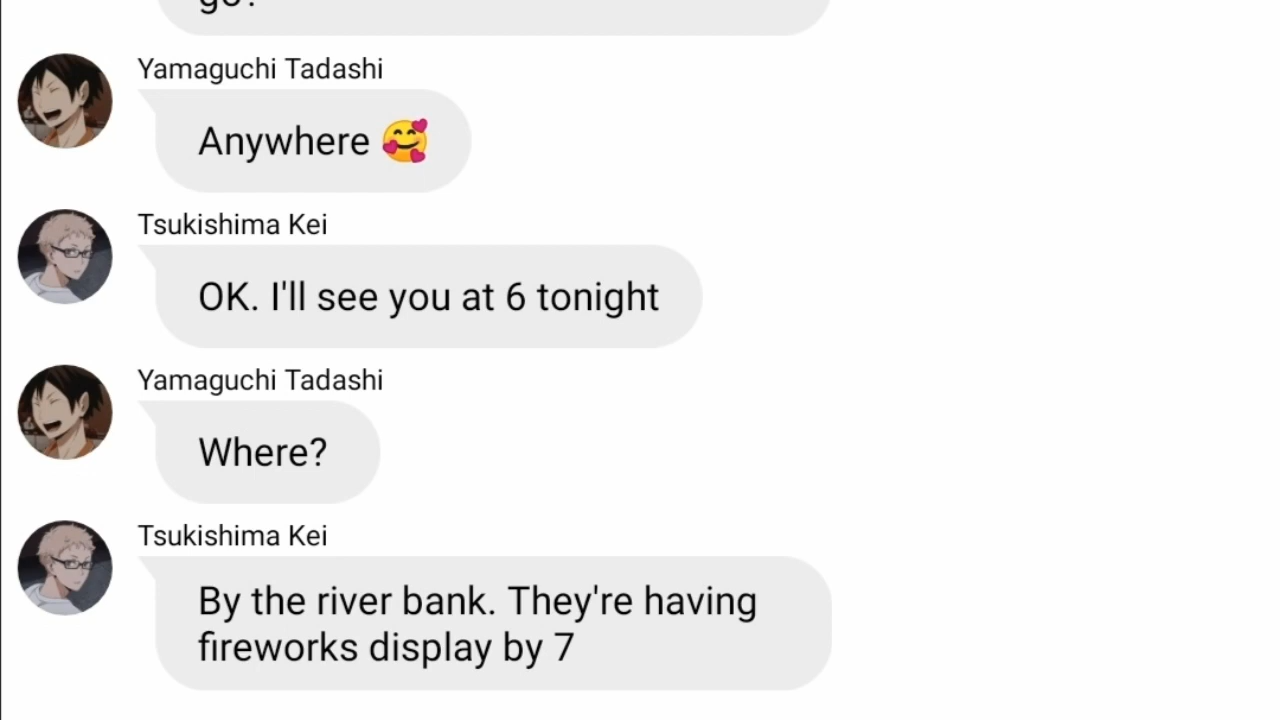 go?
Yamaguchi Tadashi
Anywhere 🥰
Tsukishima Kei
OK. I'll see you at 6 tonight
Yamaguchi Tadashi
Where?
Tsukishima Kei
By the river bank. They're having
fireworks display by 7